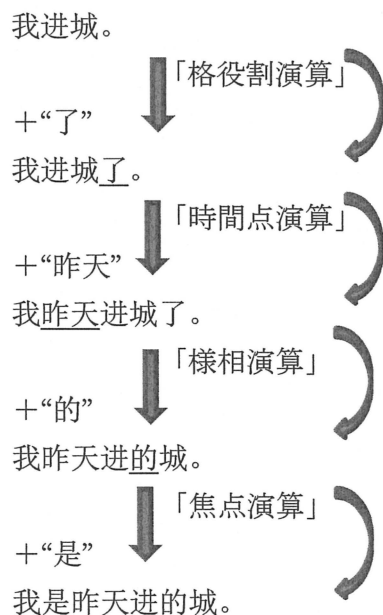 我进城。
「格役割演算」
＋“了”
我进城了。
「時間点演算」
＋“昨天”
我昨天进城了。
「様相演算」
＋“的”
我昨天进的城。
「焦点演算」
＋“是”
我是昨天进的城。